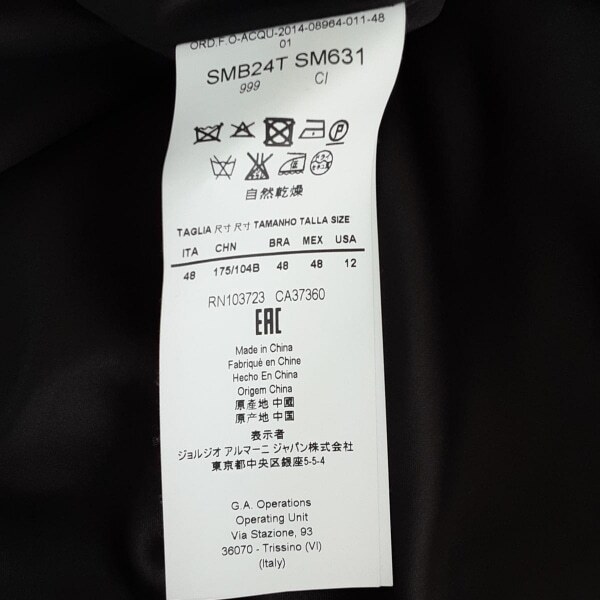 ORD.F.O-ACQU-2014-08964-011-48
01
SMB24T SM631
999 CI
P
自然乾燥
TAGLIA 尺寸 尺寸 TAMANHO TALLA SIZE
ITA CHN BRA MEX USA
48 175/104B 48 48 12
RN103723 CA37360
EAC
Made in China
Fabriqué en Chine
Hecho En China
Origem China
原産地 中國
原产地 中国
表示者
ジョルジオ アルマーニ ジャパン株式会社
東京都中央区銀座5-5-4
G.A. Operations
Operating Unit
Via Stazione, 93
36070 - Trissino (VI)
(Italy)